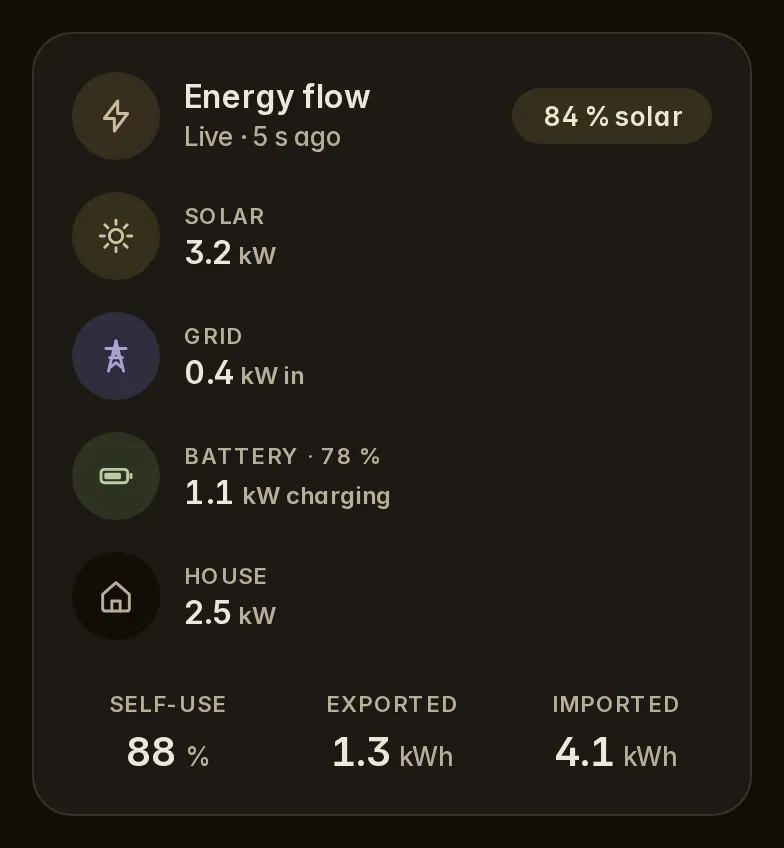 Energy flow
Live · 5 s ago
84 % solar
SOLAR
3.2 kW
GRID
0.4 kW in
BATTERY · 78 %
1.1 kW charging
HOUSE
2.5 kW
SELF-USE EXPORTED IMPORTED
88 % 1.3 kWh 4.1 kWh